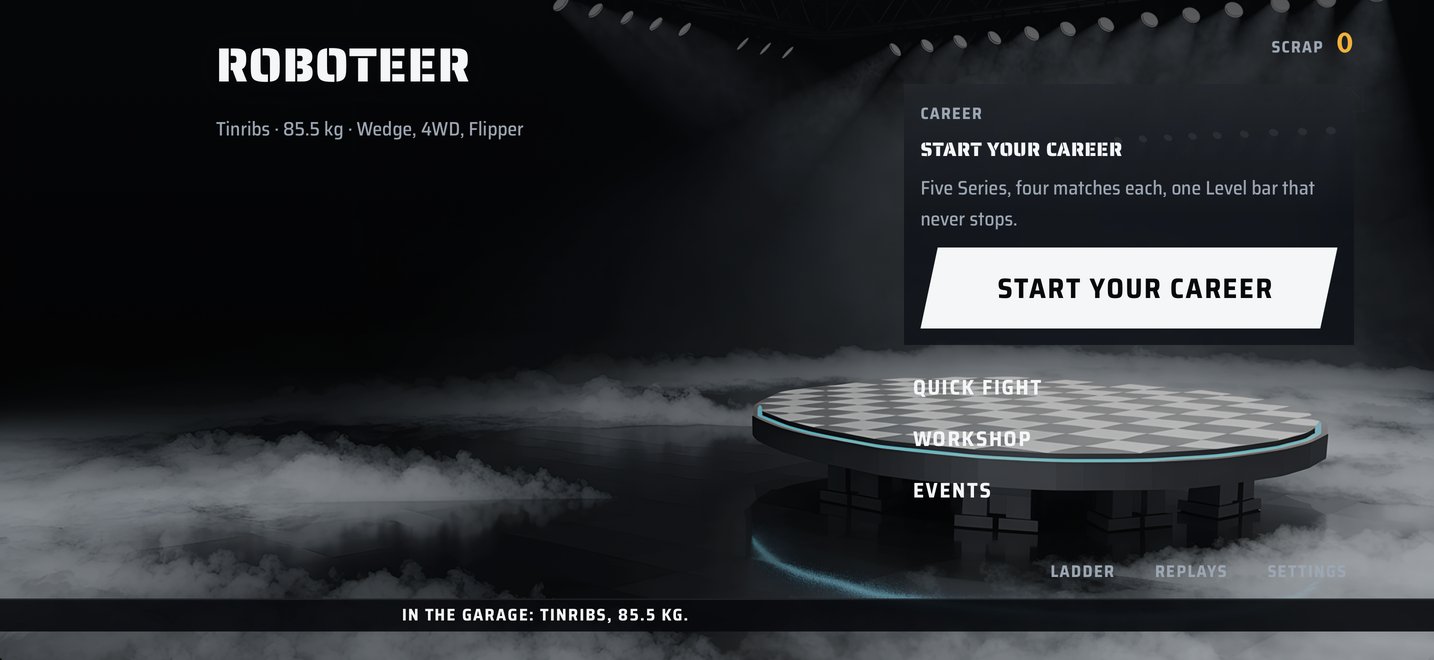 ROBOTEER
SCRAP 0
Tinribs · 85.5 kg · Wedge, 4WD, Flipper
CAREER
START YOUR CAREER
Five Series, four matches each, one Level bar that
never stops.
START YOUR CAREER
QUICK FIGHT
WORKSHOP
EVENTS
LADDER REPLAYS SETTINGS
IN THE GARAGE: TINRIBS, 85.5 KG.